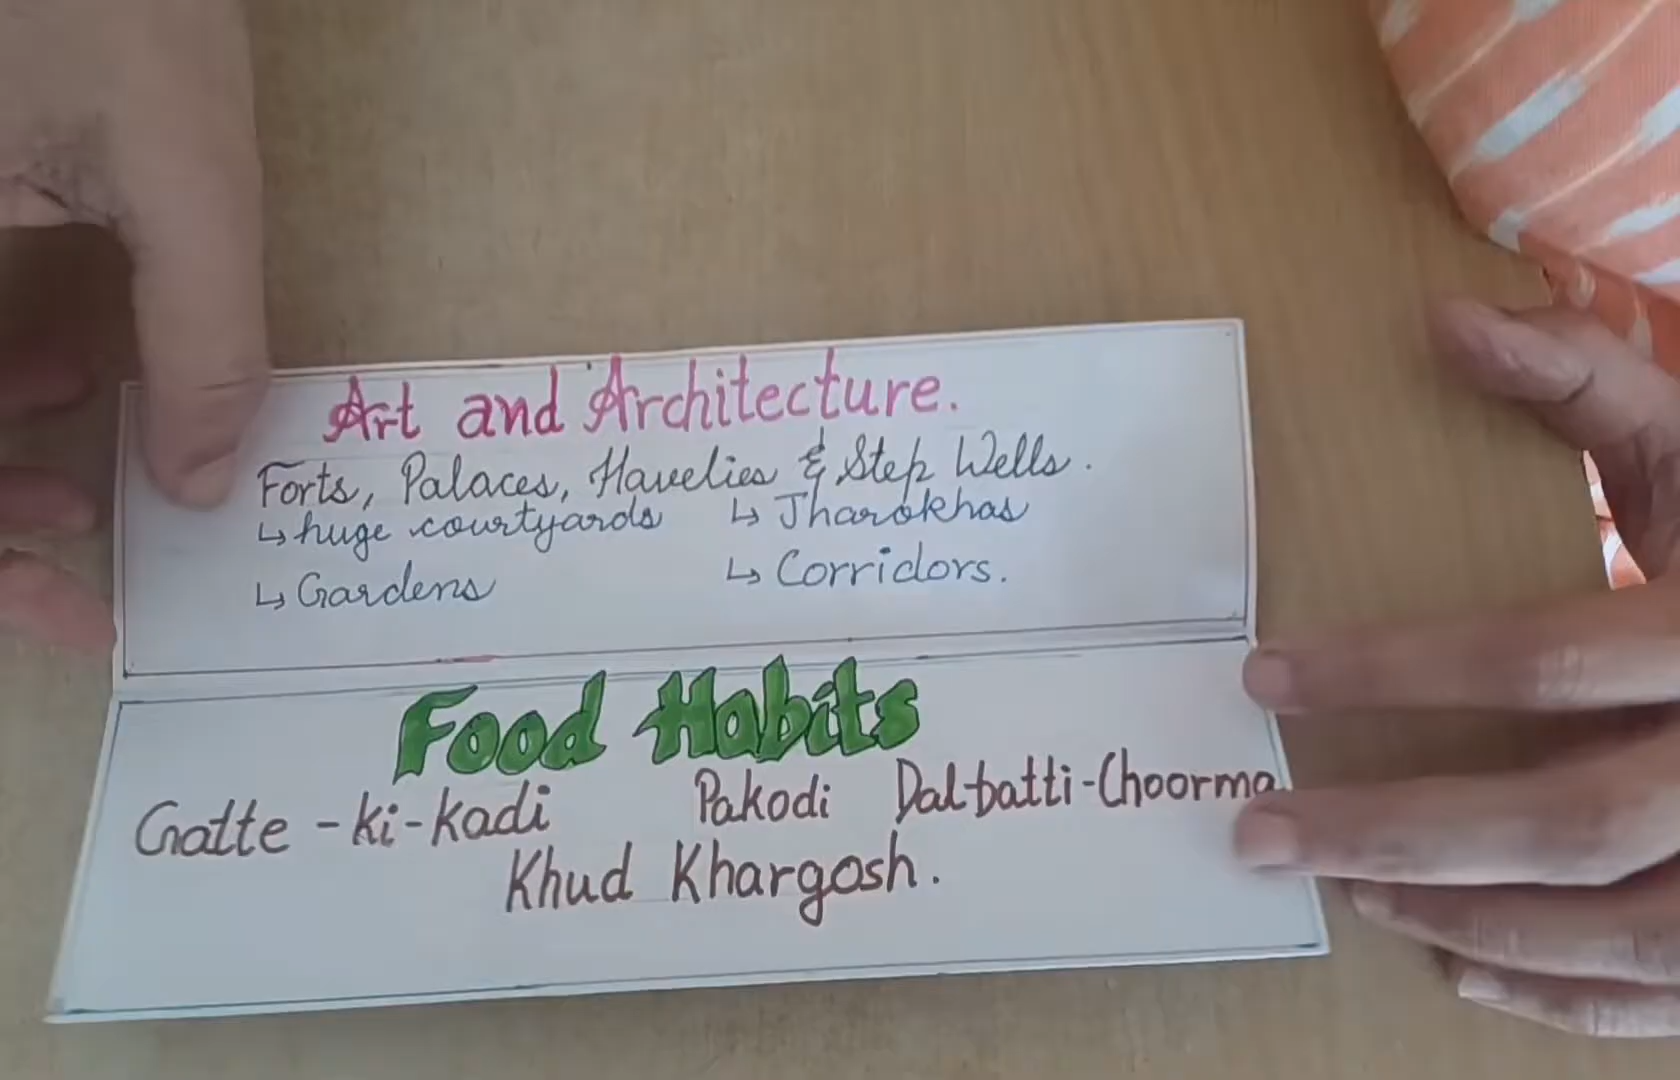 Art and Architecture.
Forts, Palaces, Havelies & Step Wells.
↳ huge courtyards ↳ Jharokhas
↳ Gardens ↳ Corridors.
Food Habits
Gatte - ki - kadi Pakodi Dal-batti-Choorma
Khud Khargosh.